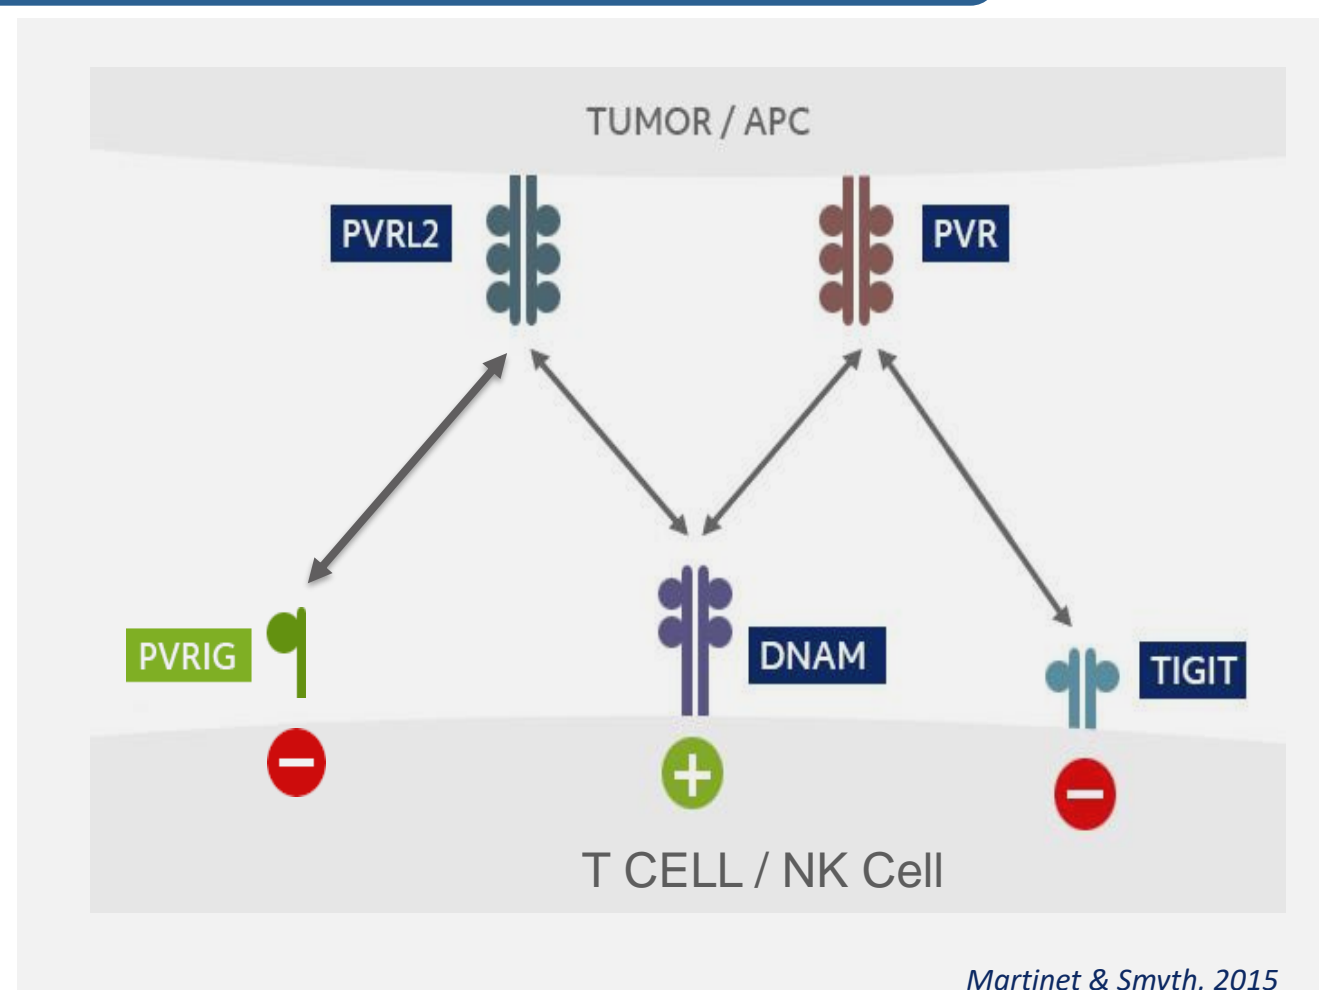 TUMOR / APC
PVRL2
PVR
PVRIG
DNAM
TIGIT
T CELL / NK Cell
Martinet & Smyth, 2015